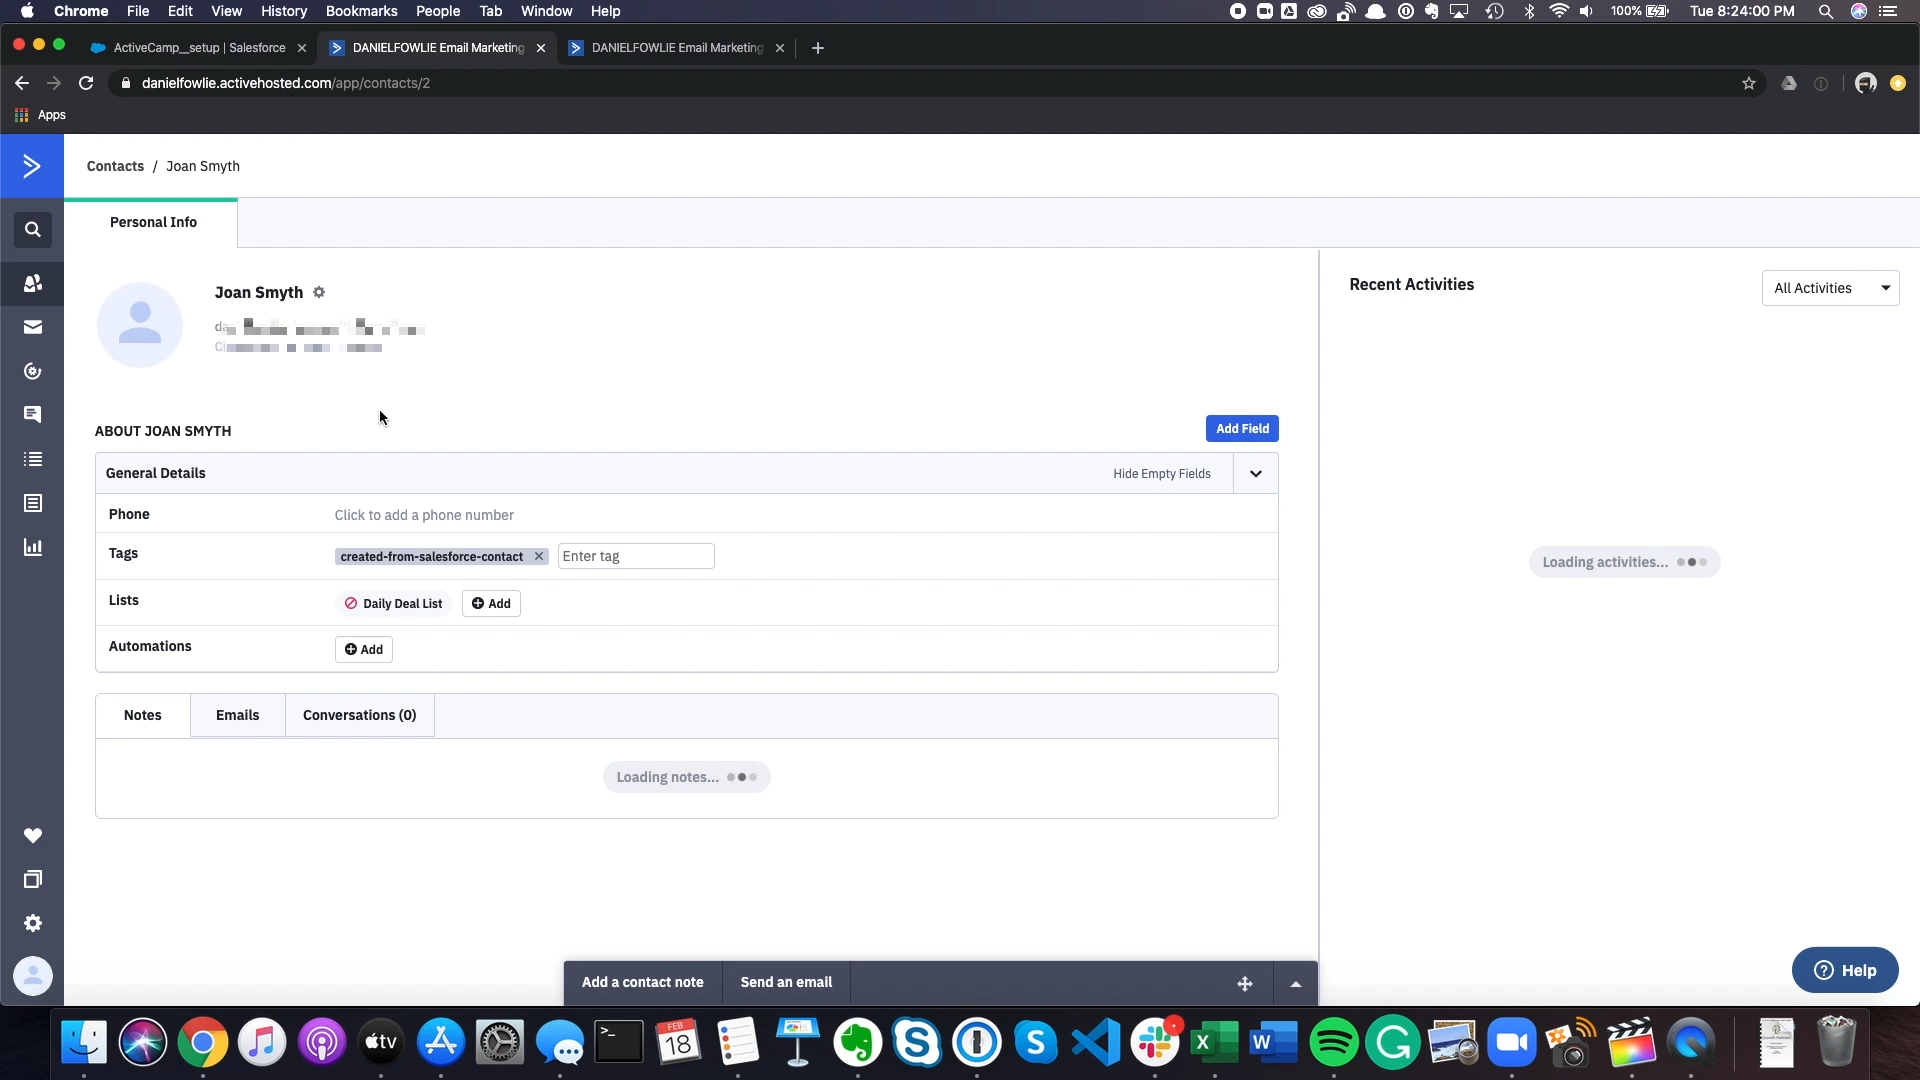 Chrome File Edit View History Bookmarks People Tab Window Help 100% Tue 8:24:00 PM
ActiveCamp__setup | Salesforce DANIELFOWLIE Email Marketing DANIELFOWLIE Email Marketing
danielfowlie.activehosted.com/app/contacts/2
Apps
Contacts / Joan Smyth
Personal Info
Joan Smyth
Recent Activities
All Activities
ABOUT JOAN SMYTH
Add Field
General Details
Hide Empty Fields
Phone Click to add a phone number
Tags created-from-salesforce-contact Enter tag
Loading activities...
Lists Daily Deal List Add
Automations Add
Notes Emails Conversations (0)
Loading notes...
Add a contact note Send an email
Help
tv
FEB
18
X
W